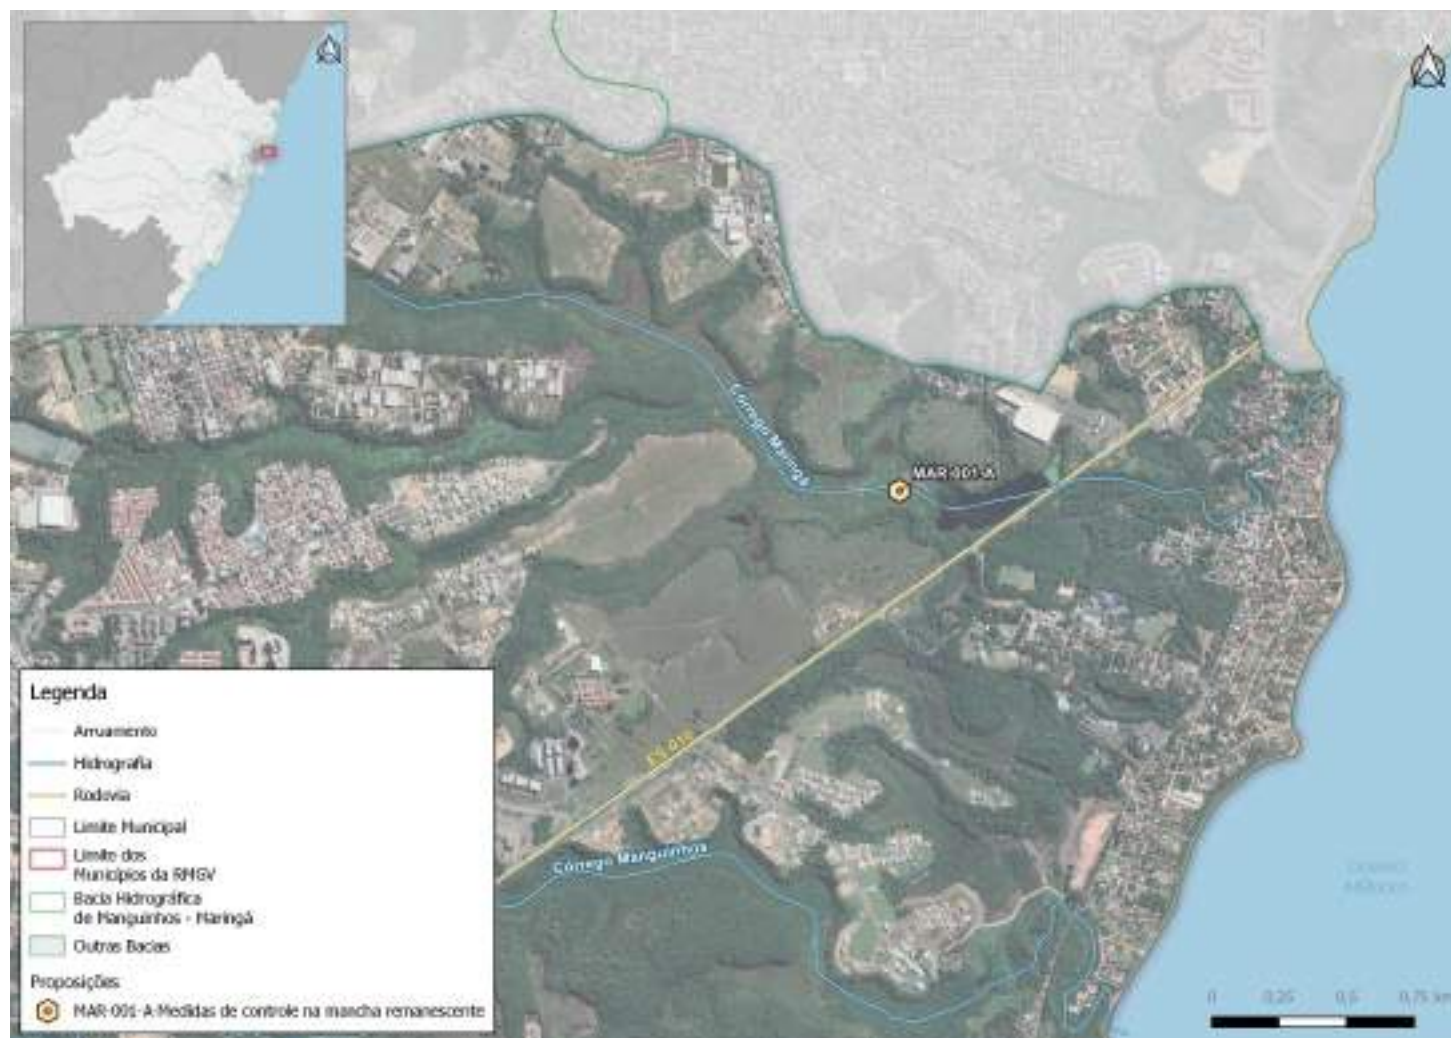 MAR-001-A
Córrego Maringá
ES-010
Córrego Manguinhos
Legenda
Arruamento
Hidrografia
Rodovia
Limite Municipal
Limite dos
Municípios da RMGV
Bacia Hidrográfica
de Manguinhos - Maringá
Outras Bacias
Proposições
MAR-001-A-Medidas de controle na mancha remanescente
Oceano
Atlântico
0 0,25 0,5 0,75 km